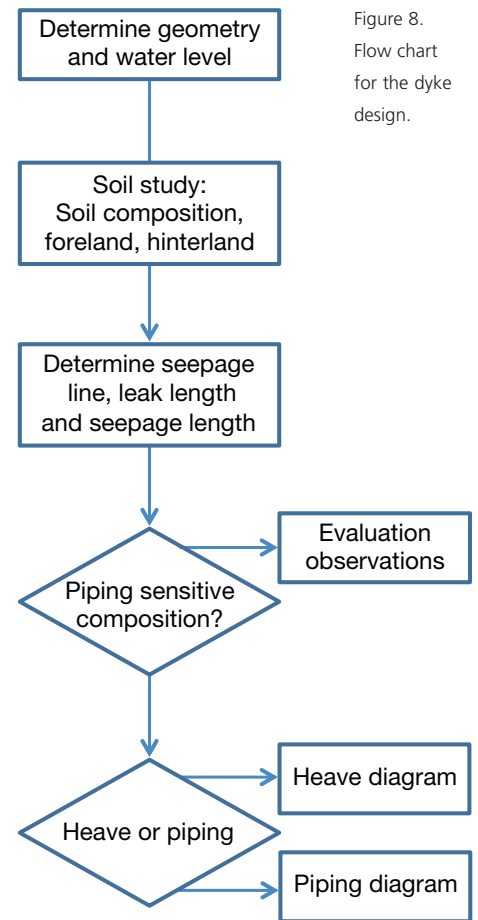 Determine geometry
and water level
Figure 8.
Flow chart
for the dyke
design.
Soil study:
Soil composition,
foreland, hinterland
Determine seepage
line, leak length
and seepage length
Evaluation
observations
Piping sensitive
composition?
Heave diagram
Heave or piping
Piping diagram